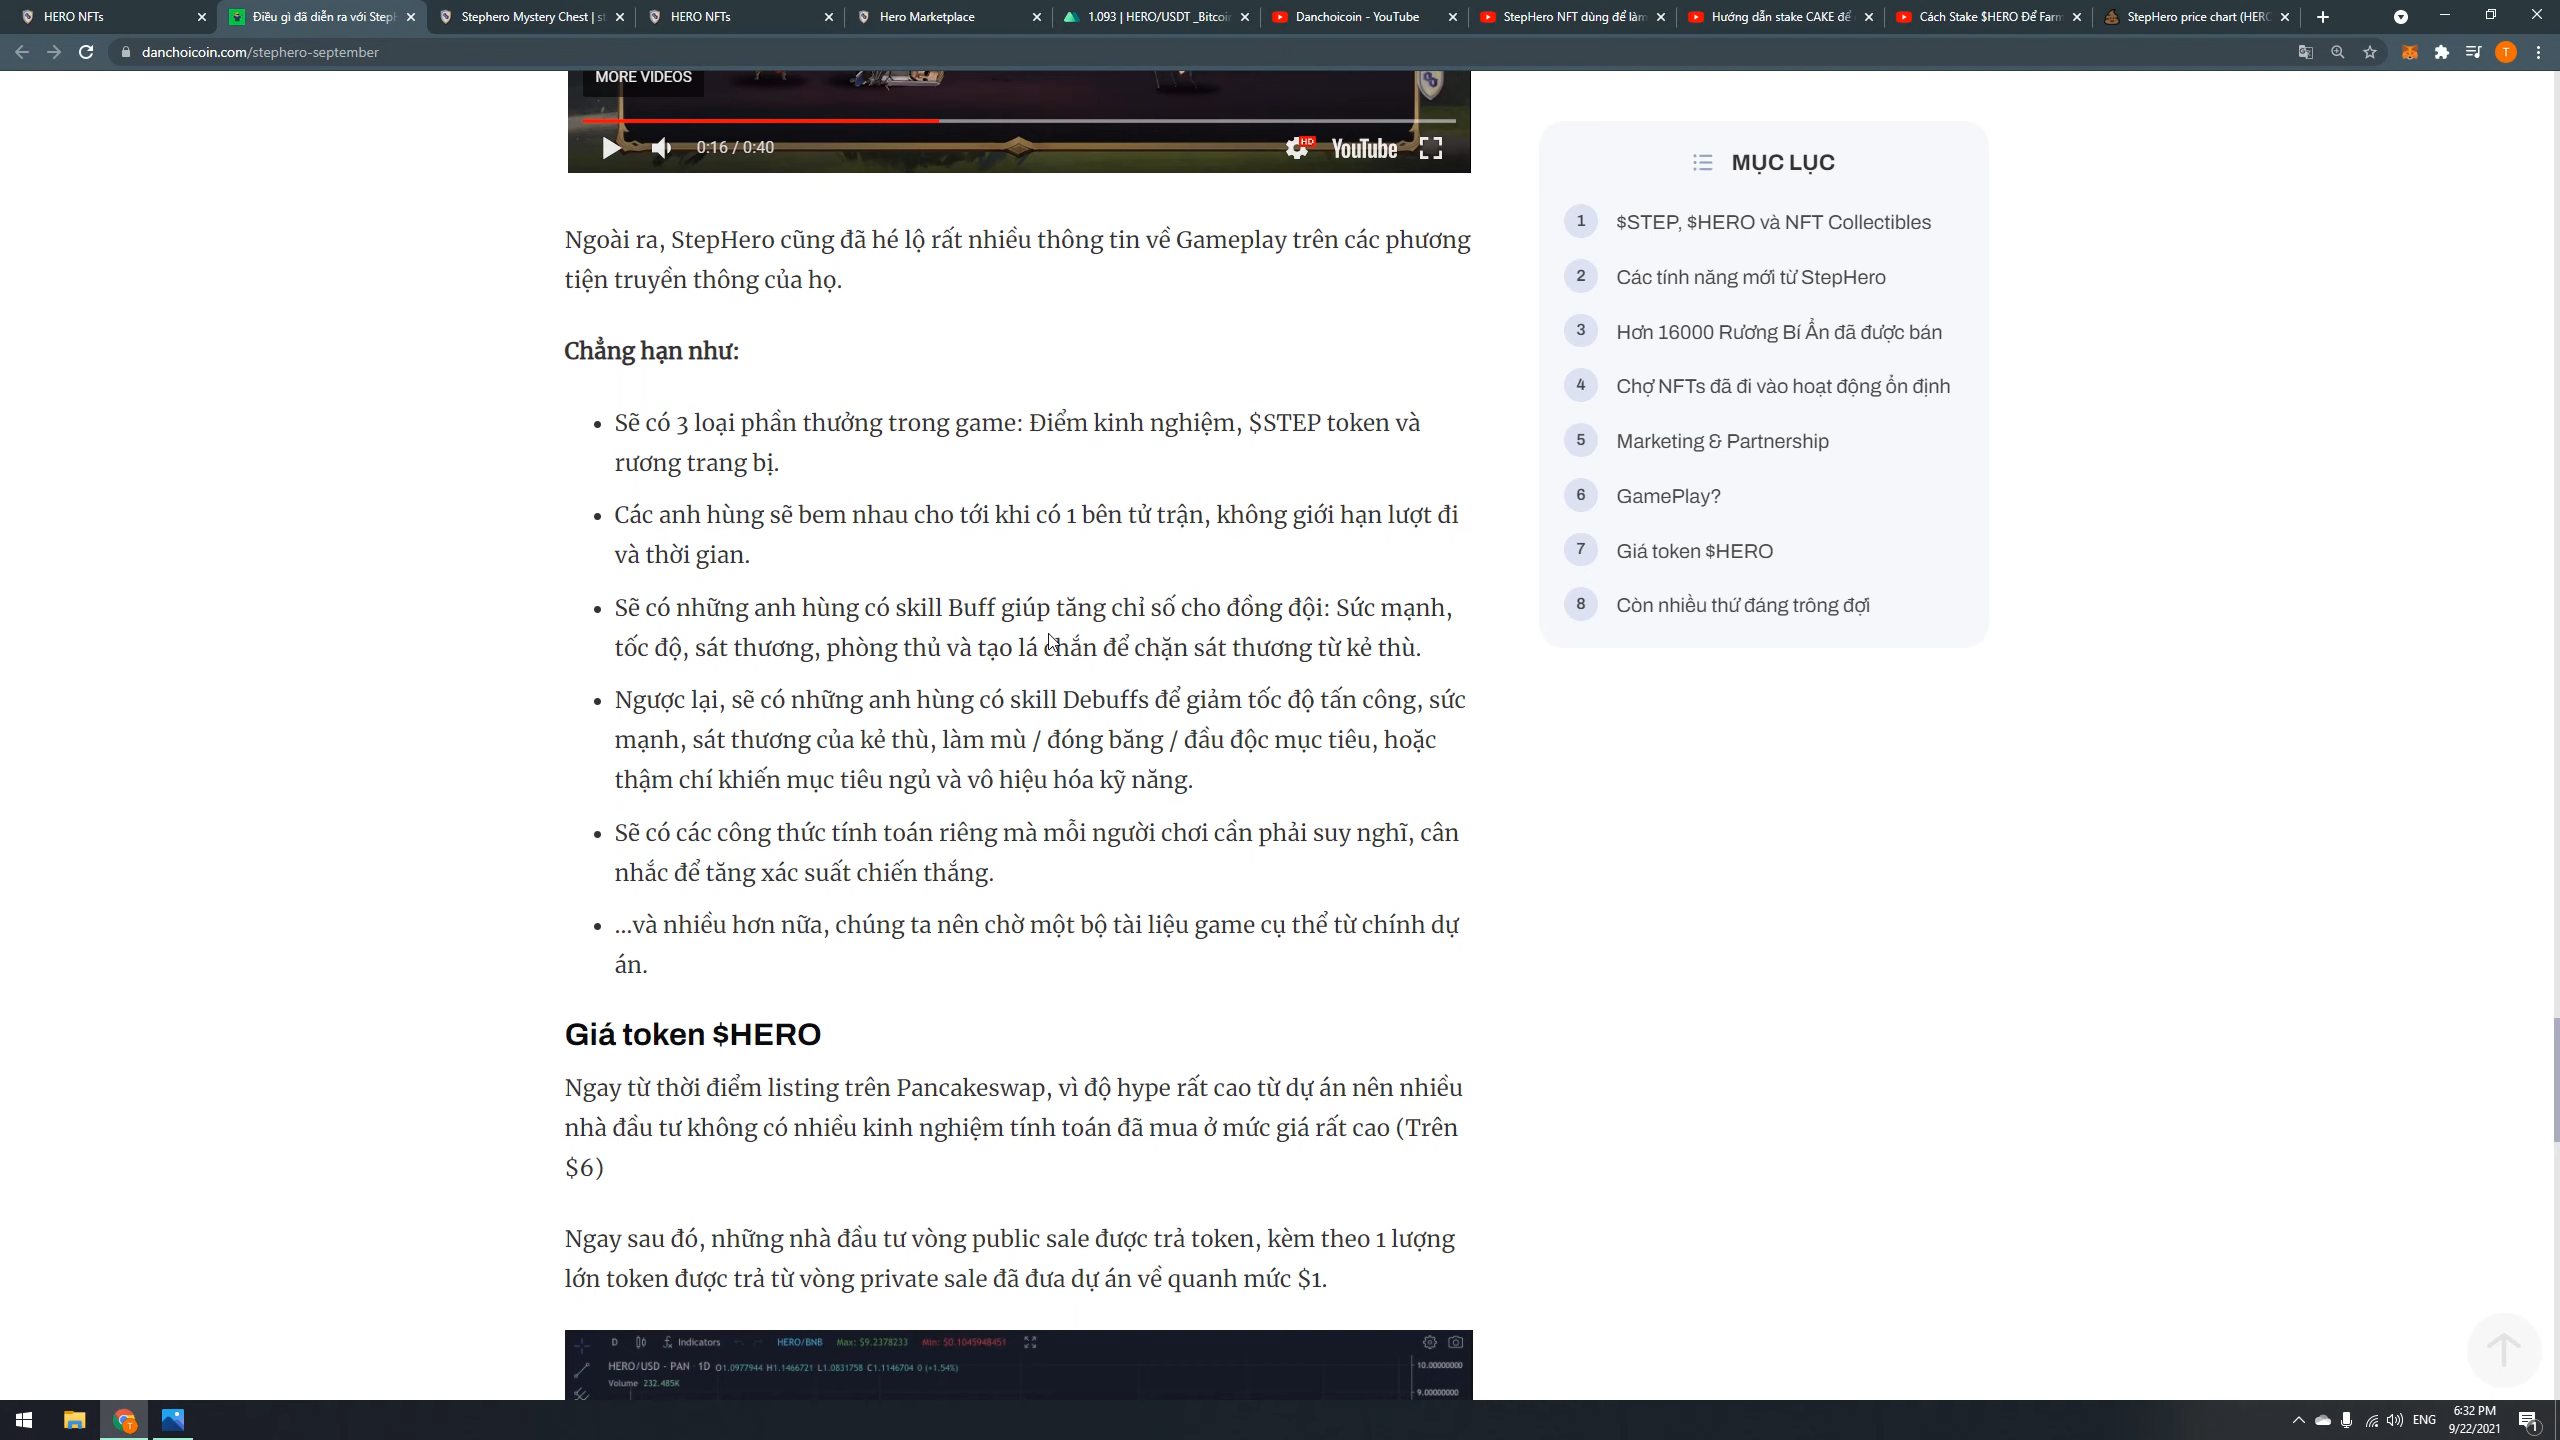 HERO NFTs
Điều gì đã diễn ra với Step
Stephero Mystery Chest | st
HERO NFTs
Hero Marketplace
1.093 | HERO/USDT _Bitcoin
Danchoicoin - YouTube
StepHero NFT dùng để làm
Hướng dẫn stake CAKE để
Cách Stake $HERO Để Farm
StepHero price chart (HERO
danchoicoin.com/stephero-september
T
MORE VIDEOS
0:16 / 0:40
HD
YouTube
Ngoài ra, StepHero cũng đã hé lộ rất nhiều thông tin về Gameplay trên các phương
tiện truyền thông của họ.
Chẳng hạn như:
• Sẽ có 3 loại phần thưởng trong game: Điểm kinh nghiệm, $STEP token và
rương trang bị.
• Các anh hùng sẽ bem nhau cho tới khi có 1 bên tử trận, không giới hạn lượt đi
và thời gian.
• Sẽ có những anh hùng có skill Buff giúp tăng chỉ số cho đồng đội: Sức mạnh,
tốc độ, sát thương, phòng thủ và tạo lá chắn để chặn sát thương từ kẻ thù.
• Ngược lại, sẽ có những anh hùng có skill Debuffs để giảm tốc độ tấn công, sức
mạnh, sát thương của kẻ thù, làm mù / đóng băng / đầu độc mục tiêu, hoặc
thậm chí khiến mục tiêu ngủ và vô hiệu hóa kỹ năng.
• Sẽ có các công thức tính toán riêng mà mỗi người chơi cần phải suy nghĩ, cân
nhắc để tăng xác suất chiến thắng.
• ...và nhiều hơn nữa, chúng ta nên chờ một bộ tài liệu game cụ thể từ chính dự
án.
Giá token $HERO
Ngay từ thời điểm listing trên Pancakeswap, vì độ hype rất cao từ dự án nên nhiều
nhà đầu tư không có nhiều kinh nghiệm tính toán đã mua ở mức giá rất cao (Trên
$6)
Ngay sau đó, những nhà đầu tư vòng public sale được trả token, kèm theo 1 lượng
lớn token được trả từ vòng private sale đã đưa dự án về quanh mức $1.
D Indicators HERO/BNB Max: $9.2378233 Min: $0.1045948451
HERO/USD - PAN 1D O1.0977944 H1.1466721 L1.0831758 C1.1146704 0 (+1.54%)
10.00000000
Volume 232.485K
9.00000000
MỤC LỤC
1 $STEP, $HERO và NFT Collectibles
2 Các tính năng mới từ StepHero
3 Hơn 16000 Rương Bí Ẩn đã được bán
4 Chợ NFTs đã đi vào hoạt động ổn định
5 Marketing & Partnership
6 GamePlay?
7 Giá token $HERO
8 Còn nhiều thứ đáng trông đợi
ENG
6:32 PM
9/22/2021
1